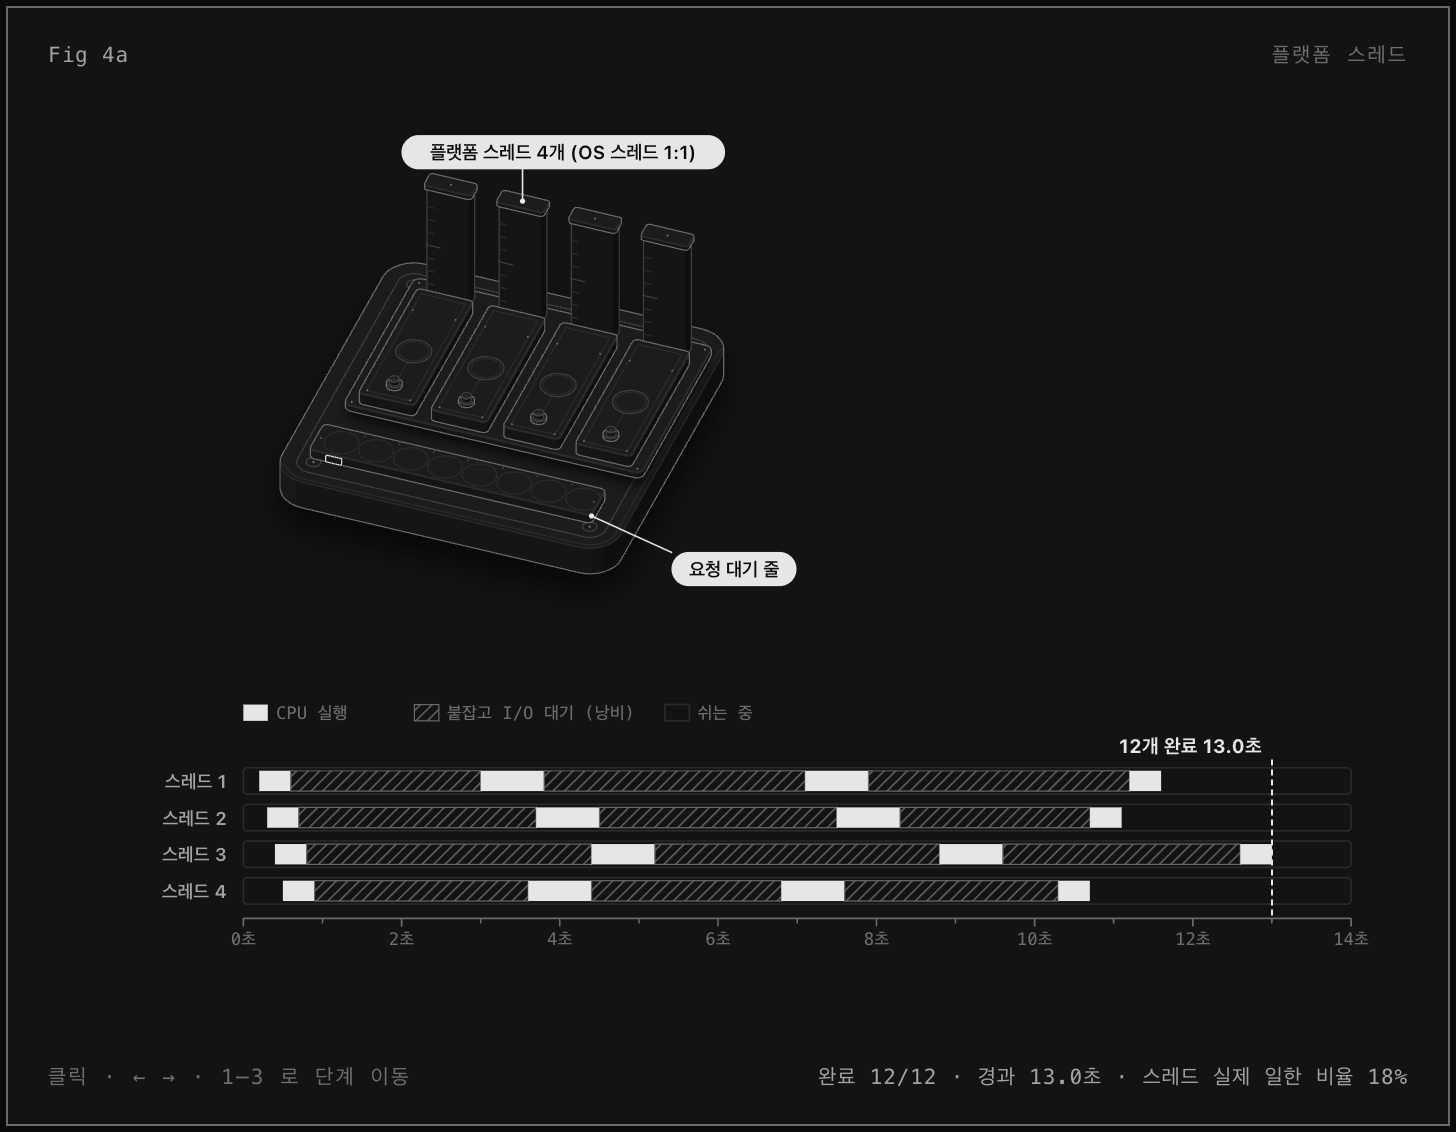 Fig 4a
플랫폼 스레드
플랫폼 스레드 4개 (OS 스레드 1:1)
요청 대기 줄
CPU 실행
붙잡고 I/O 대기 (낭비)
쉬는 중
12개 완료 13.0초
스레드 1
스레드 2
스레드 3
스레드 4
0초 2초 4초 6초 8초 10초 12초 14초
클릭 · ← → · 1–3 로 단계 이동
완료 12/12 · 경과 13.0초 · 스레드 실제 일한 비율 18%